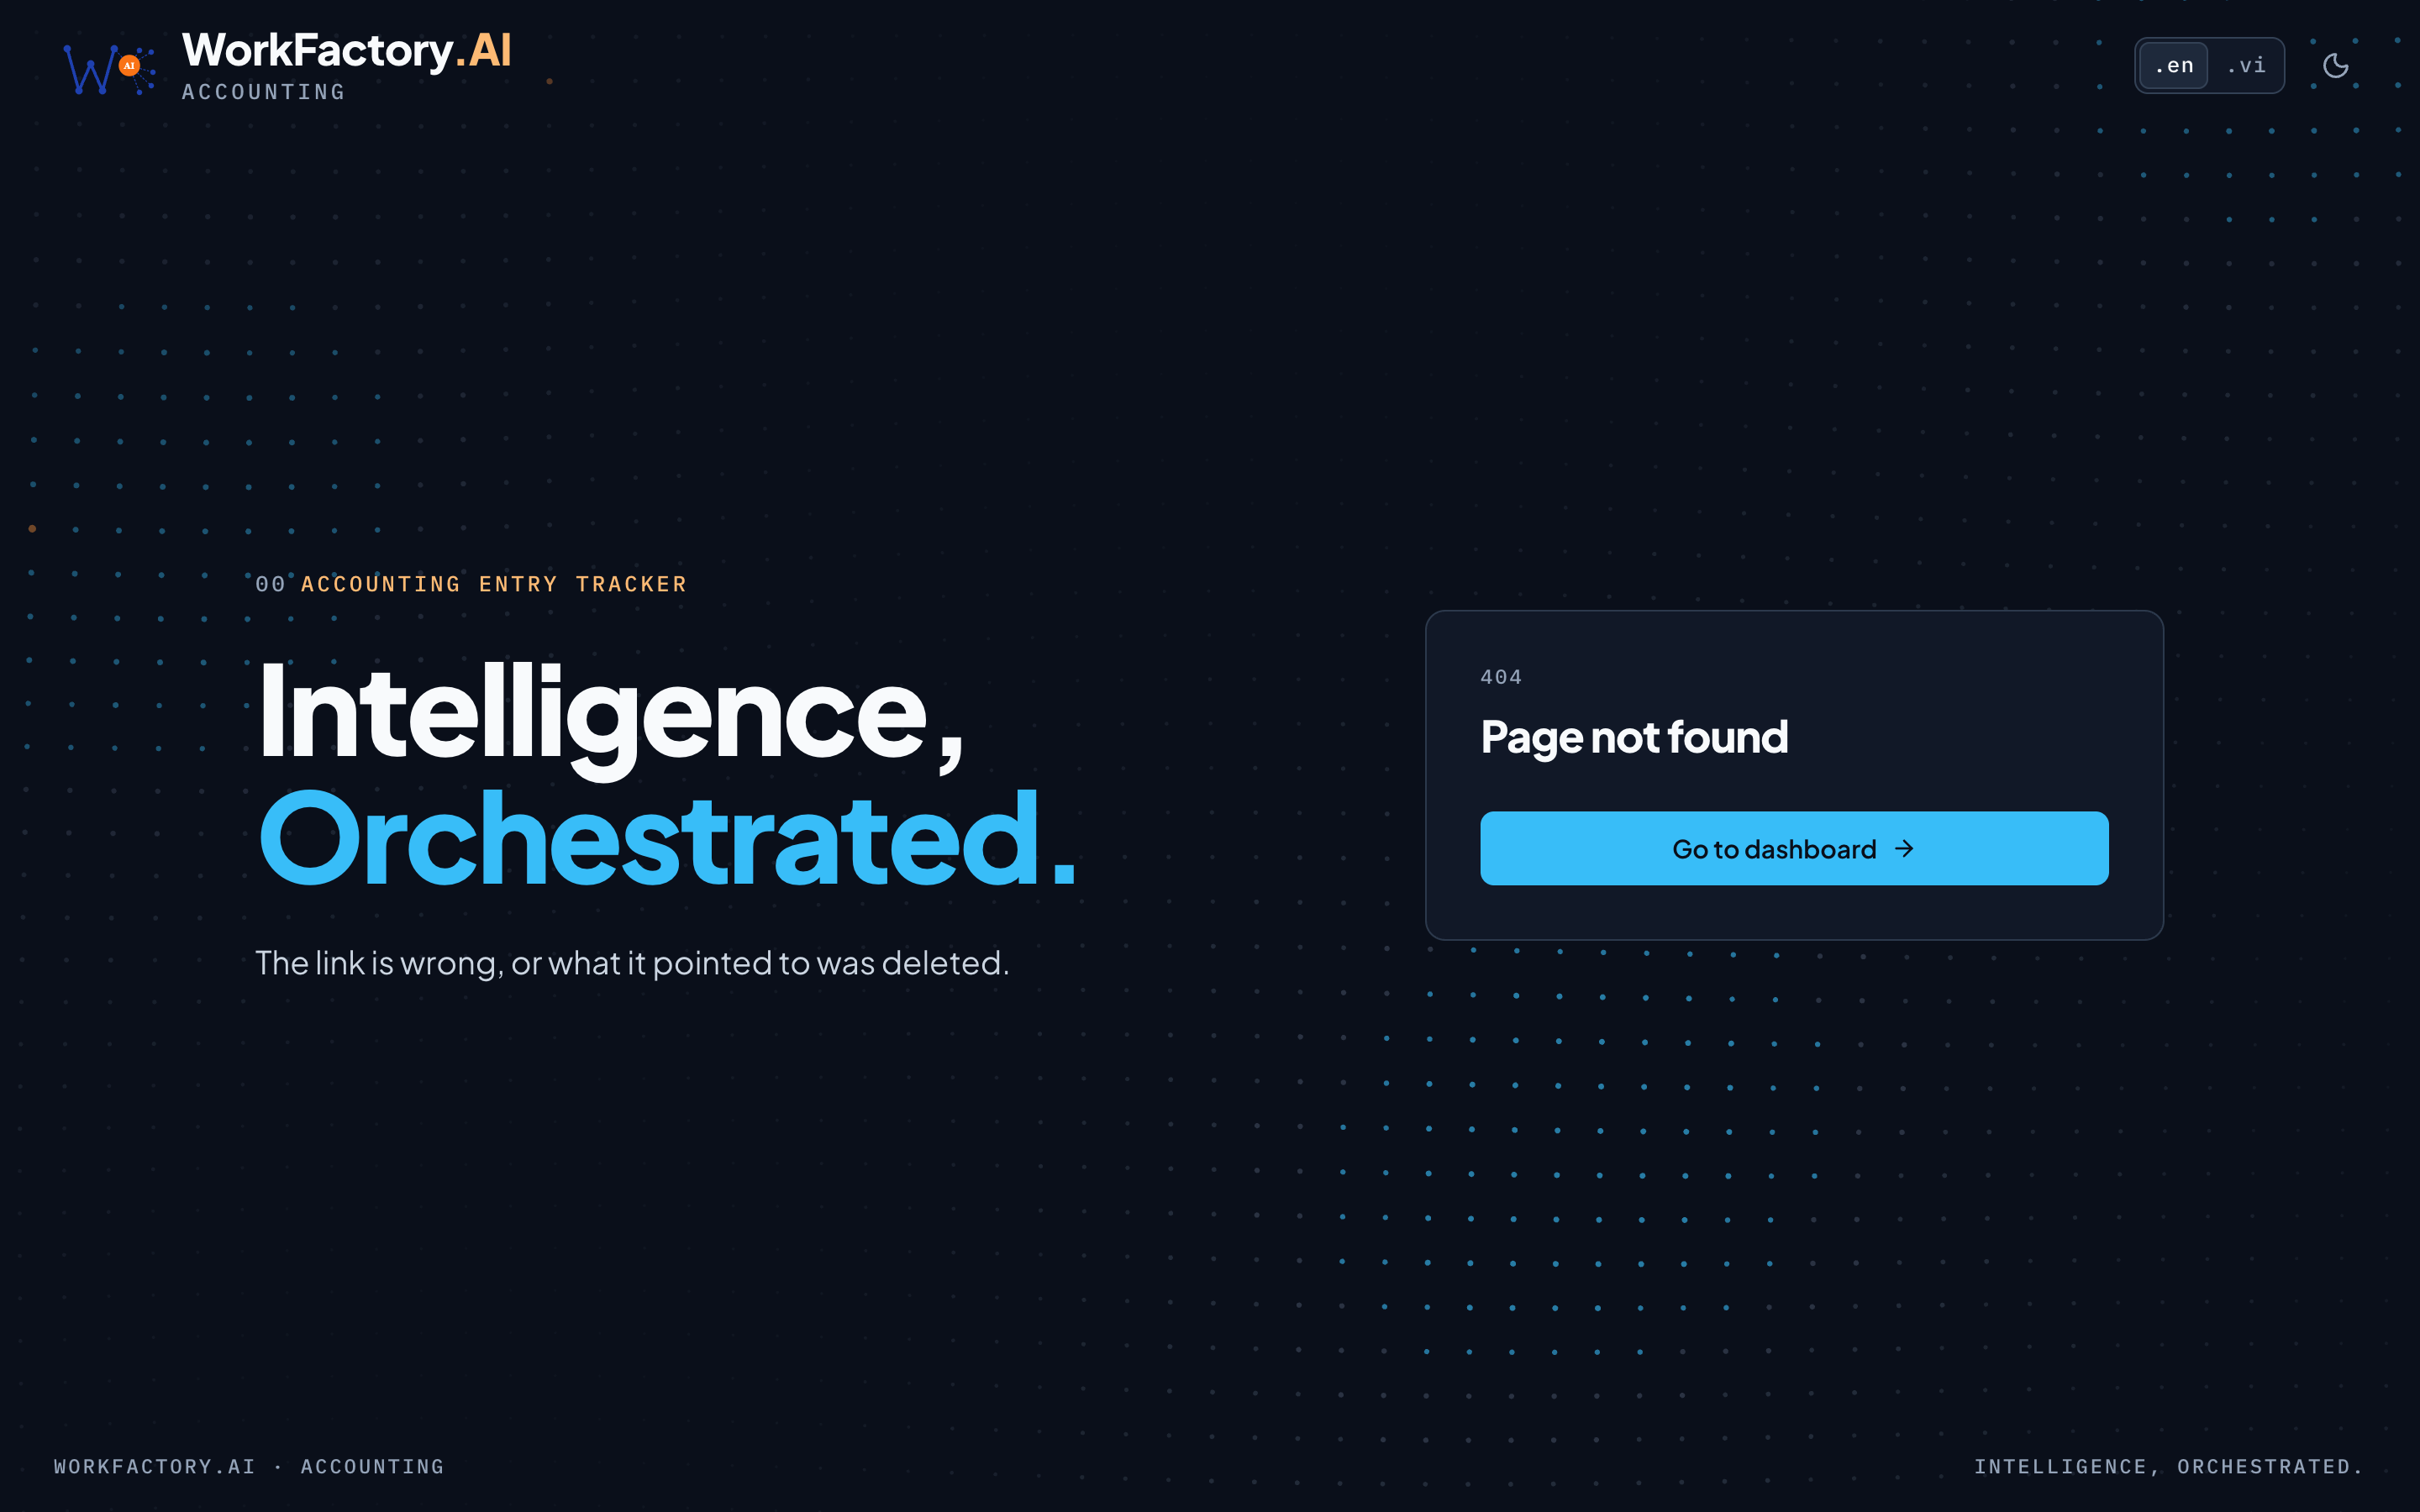 AI
WorkFactory.AI
ACCOUNTING
.en .vi
00 ACCOUNTING ENTRY TRACKER
Intelligence,
Orchestrated.
The link is wrong, or what it pointed to was deleted.
404
Page not found
Go to dashboard →
WORKFACTORY.AI · ACCOUNTING
INTELLIGENCE, ORCHESTRATED.